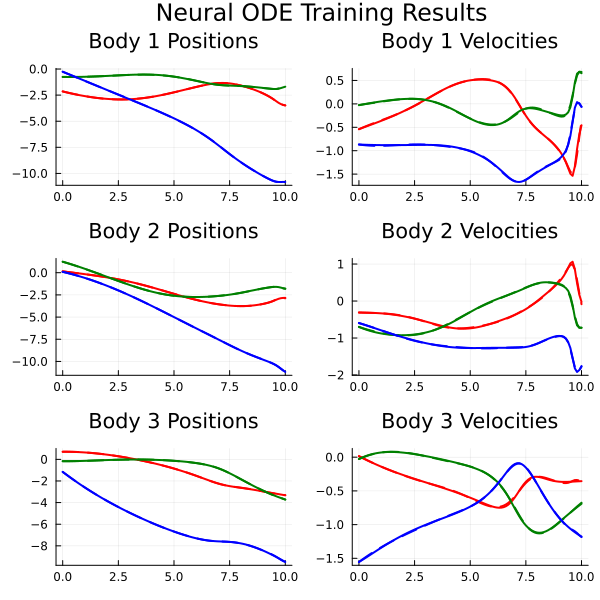 Neural ODE Training Results
Body 1 Positions
0.0
−2.5
−5.0
−7.5
−10.0
0.0 2.5 5.0 7.5 10.0
Body 1 Velocities
0.5
0.0
−0.5
−1.0
−1.5
0.0 2.5 5.0 7.5 10.0
Body 2 Positions
0.0
−2.5
−5.0
−7.5
−10.0
0.0 2.5 5.0 7.5 10.0
Body 2 Velocities
1
0
−1
−2
0.0 2.5 5.0 7.5 10.0
Body 3 Positions
0
−2
−4
−6
−8
0.0 2.5 5.0 7.5 10.0
Body 3 Velocities
0.0
−0.5
−1.0
−1.5
0.0 2.5 5.0 7.5 10.0